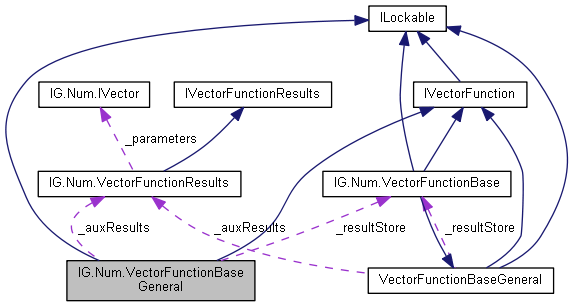 ILockable
IG.Num.IVector
IVectorFunctionResults
IVectorFunction
_parameters
IG.Num.VectorFunctionResults
IG.Num.VectorFunctionBase
_auxResults
_auxResults
_resultStore
_resultStore
IG.Num.VectorFunctionBase
General
VectorFunctionBaseGeneral